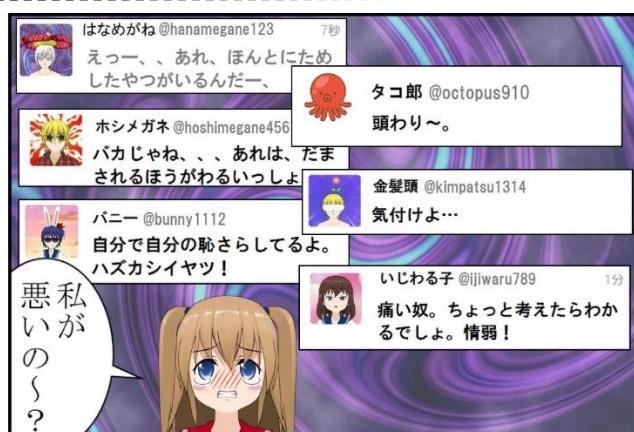 はなめがね @hanamegane123 7秒
えっー、、あれ、ほんとにため
したやつがいるんだー、
タコ郎 @octopus910
頭わり～。
ホシメガネ @hoshimegane456
バカじゃね、、、あれは、だま
されるほうがわるいっしょ
金髪頭 @kimpatsu1314
気付けよ…
バニー @bunny1112
自分で自分の恥さらしてるよ。
ハズカシイヤツ！
いじわる子 @ijiwaru789 1分
痛い奴。ちょっと考えたらわか
るでしょ。情弱！
私が
悪いの～？